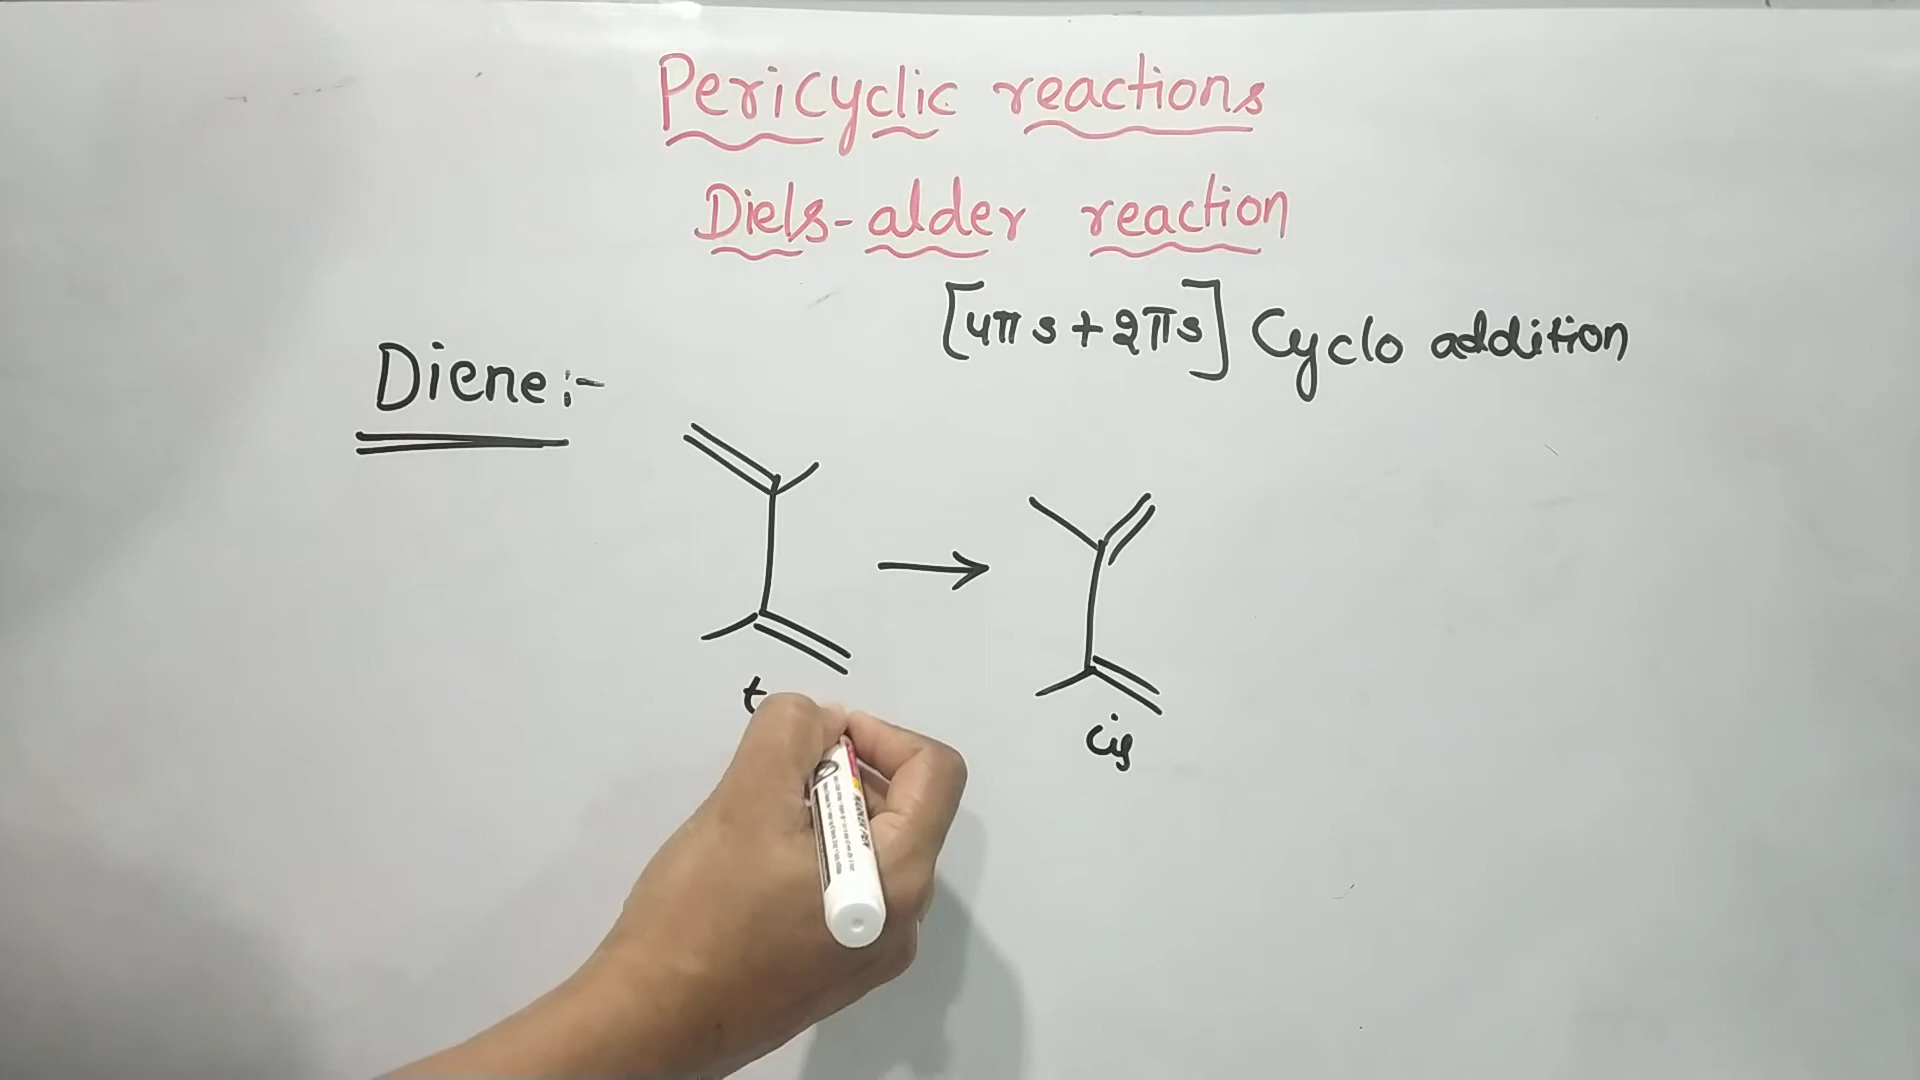 Pericyclic reactions
Diels-alder reaction
[4πs+2πs] Cyclo addition
Diene:-
t
cis